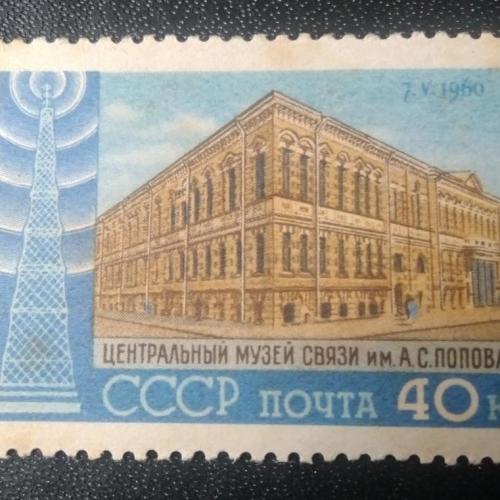 7.V.1960
ЦЕНТРАЛЬНЫЙ МУЗЕЙ СВЯЗИ ИМ. А.С. ПОПОВА
СССР ПОЧТА 40